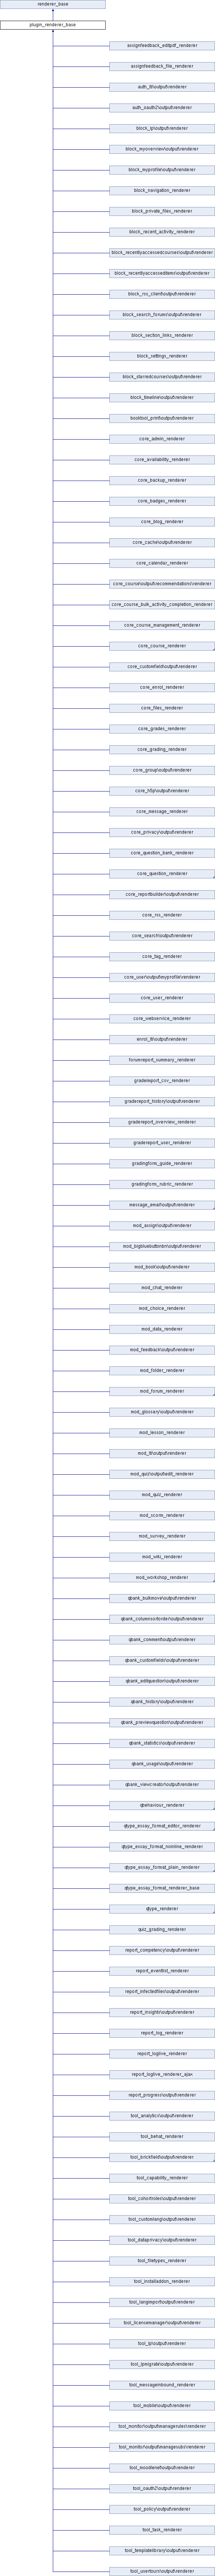 renderer_base
plugin_renderer_base
assignfeedback_editpdf_renderer
assignfeedback_file_renderer
auth_lti\output\renderer
auth_oauth2\output\renderer
block_lp\output\renderer
block_myoverview\output\renderer
block_myprofile\output\renderer
block_navigation_renderer
block_private_files_renderer
block_recent_activity_renderer
block_recentlyaccessedcourses\output\renderer
block_recentlyaccesseditems\output\renderer
block_rss_client\output\renderer
block_search_forums\output\renderer
block_section_links_renderer
block_settings_renderer
block_starredcourses\output\renderer
block_timeline\output\renderer
booktool_print\output\renderer
core_admin_renderer
core_availability_renderer
core_backup_renderer
core_badges_renderer
core_blog_renderer
core_cache\output\renderer
core_calendar_renderer
core_course\output\recommendations\renderer
core_course_bulk_activity_completion_renderer
core_course_management_renderer
core_course_renderer
core_customfield\output\renderer
core_enrol_renderer
core_files_renderer
core_grades_renderer
core_grading_renderer
core_group\output\renderer
core_h5p\output\renderer
core_message_renderer
core_privacy\output\renderer
core_question_bank_renderer
core_question_renderer
core_reportbuilder\output\renderer
core_rss_renderer
core_search\output\renderer
core_tag_renderer
core_user\output\myprofile\renderer
core_user_renderer
core_webservice_renderer
enrol_lti\output\renderer
forumreport_summary_renderer
gradeimport_csv_renderer
gradereport_history\output\renderer
gradereport_overview_renderer
gradereport_user_renderer
gradingform_guide_renderer
gradingform_rubric_renderer
message_email\output\renderer
mod_assign\output\renderer
mod_bigbluebuttonbn\output\renderer
mod_book\output\renderer
mod_chat_renderer
mod_choice_renderer
mod_data_renderer
mod_feedback\output\renderer
mod_folder_renderer
mod_forum_renderer
mod_glossary\output\renderer
mod_lesson_renderer
mod_lti\output\renderer
mod_quiz\output\edit_renderer
mod_quiz_renderer
mod_scorm_renderer
mod_survey_renderer
mod_wiki_renderer
mod_workshop_renderer
qbank_bulkmove\output\renderer
qbank_columnsortorder\output\renderer
qbank_comment\output\renderer
qbank_customfields\output\renderer
qbank_editquestion\output\renderer
qbank_history\output\renderer
qbank_previewquestion\output\renderer
qbank_statistics\output\renderer
qbank_usage\output\renderer
qbank_viewcreator\output\renderer
qbehaviour_renderer
qtype_essay_format_editor_renderer
qtype_essay_format_noinline_renderer
qtype_essay_format_plain_renderer
qtype_essay_format_renderer_base
qtype_renderer
quiz_grading_renderer
report_competency\output\renderer
report_eventlist_renderer
report_infectedfiles\output\renderer
report_insights\output\renderer
report_log_renderer
report_loglive_renderer
report_loglive_renderer_ajax
report_progress\output\renderer
tool_analytics\output\renderer
tool_behat_renderer
tool_brickfield\output\renderer
tool_capability_renderer
tool_cohortroles\output\renderer
tool_customlang\output\renderer
tool_dataprivacy\output\renderer
tool_filetypes_renderer
tool_installaddon_renderer
tool_langimport\output\renderer
tool_licensemanager\output\renderer
tool_lp\output\renderer
tool_lpmigrate\output\renderer
tool_messageinbound_renderer
tool_mobile\output\renderer
tool_monitor\output\managerules\renderer
tool_monitor\output\managesubs\renderer
tool_moodlenet\output\renderer
tool_oauth2\output\renderer
tool_policy\output\renderer
tool_task_renderer
tool_templatelibrary\output\renderer
tool_usertours\output\renderer